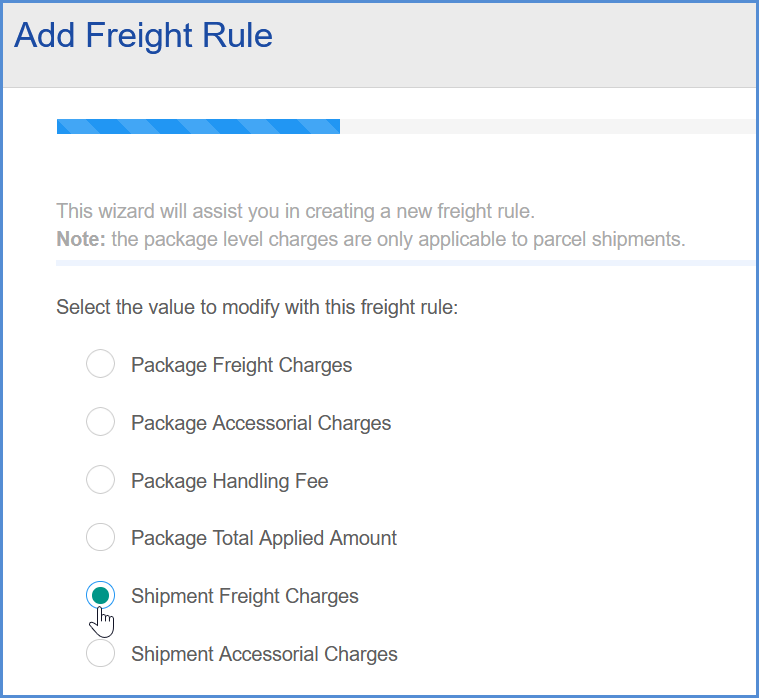 Add Freight Rule
This wizard will assist you in creating a new freight rule.
Note: the package level charges are only applicable to parcel shipments.
Select the value to modify with this freight rule:
Package Freight Charges
Package Accessorial Charges
Package Handling Fee
Package Total Applied Amount
Shipment Freight Charges
Shipment Accessorial Charges